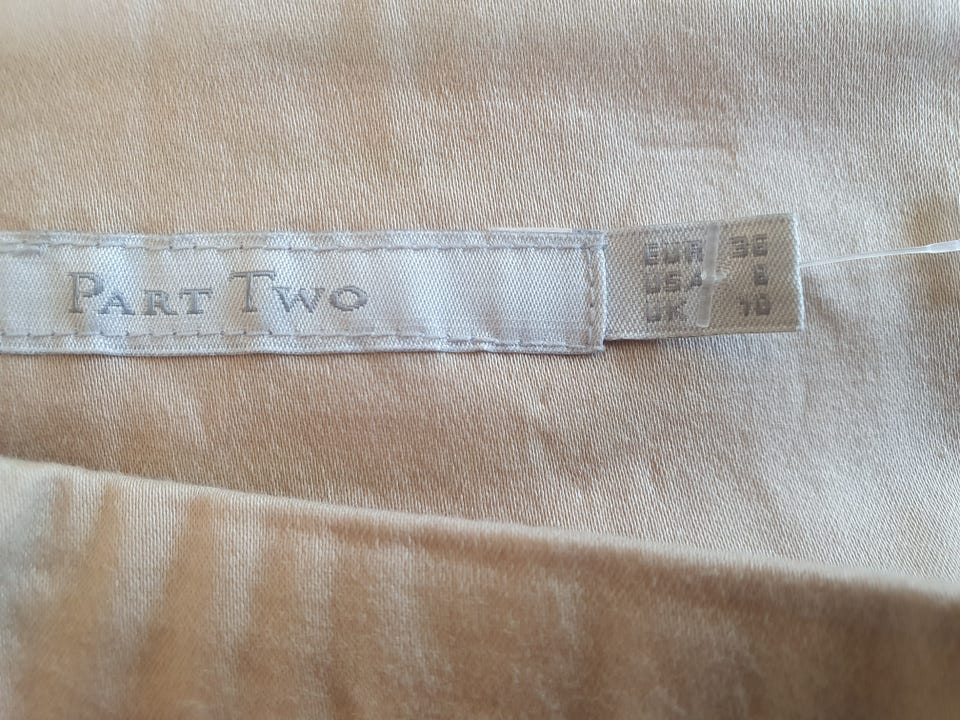 PART TWO
EUR 36
USA 6
UK 10